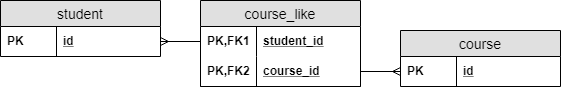 student
PK id
course_like
PK,FK1 student_id
PK,FK2 course_id
course
PK id